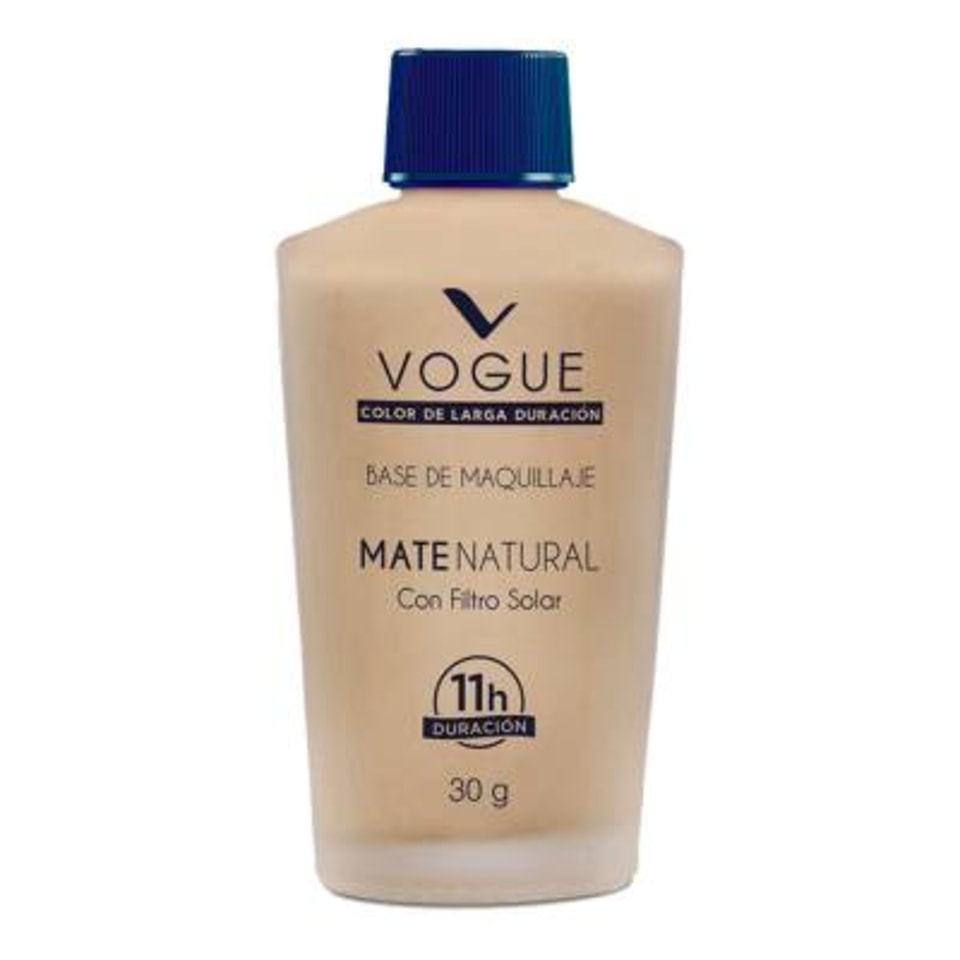 VOGUE
COLOR DE LARGA DURACIÓN
BASE DE MAQUILLAJE
MATE NATURAL
Con Filtro Solar
11h
DURACIÓN
30 g